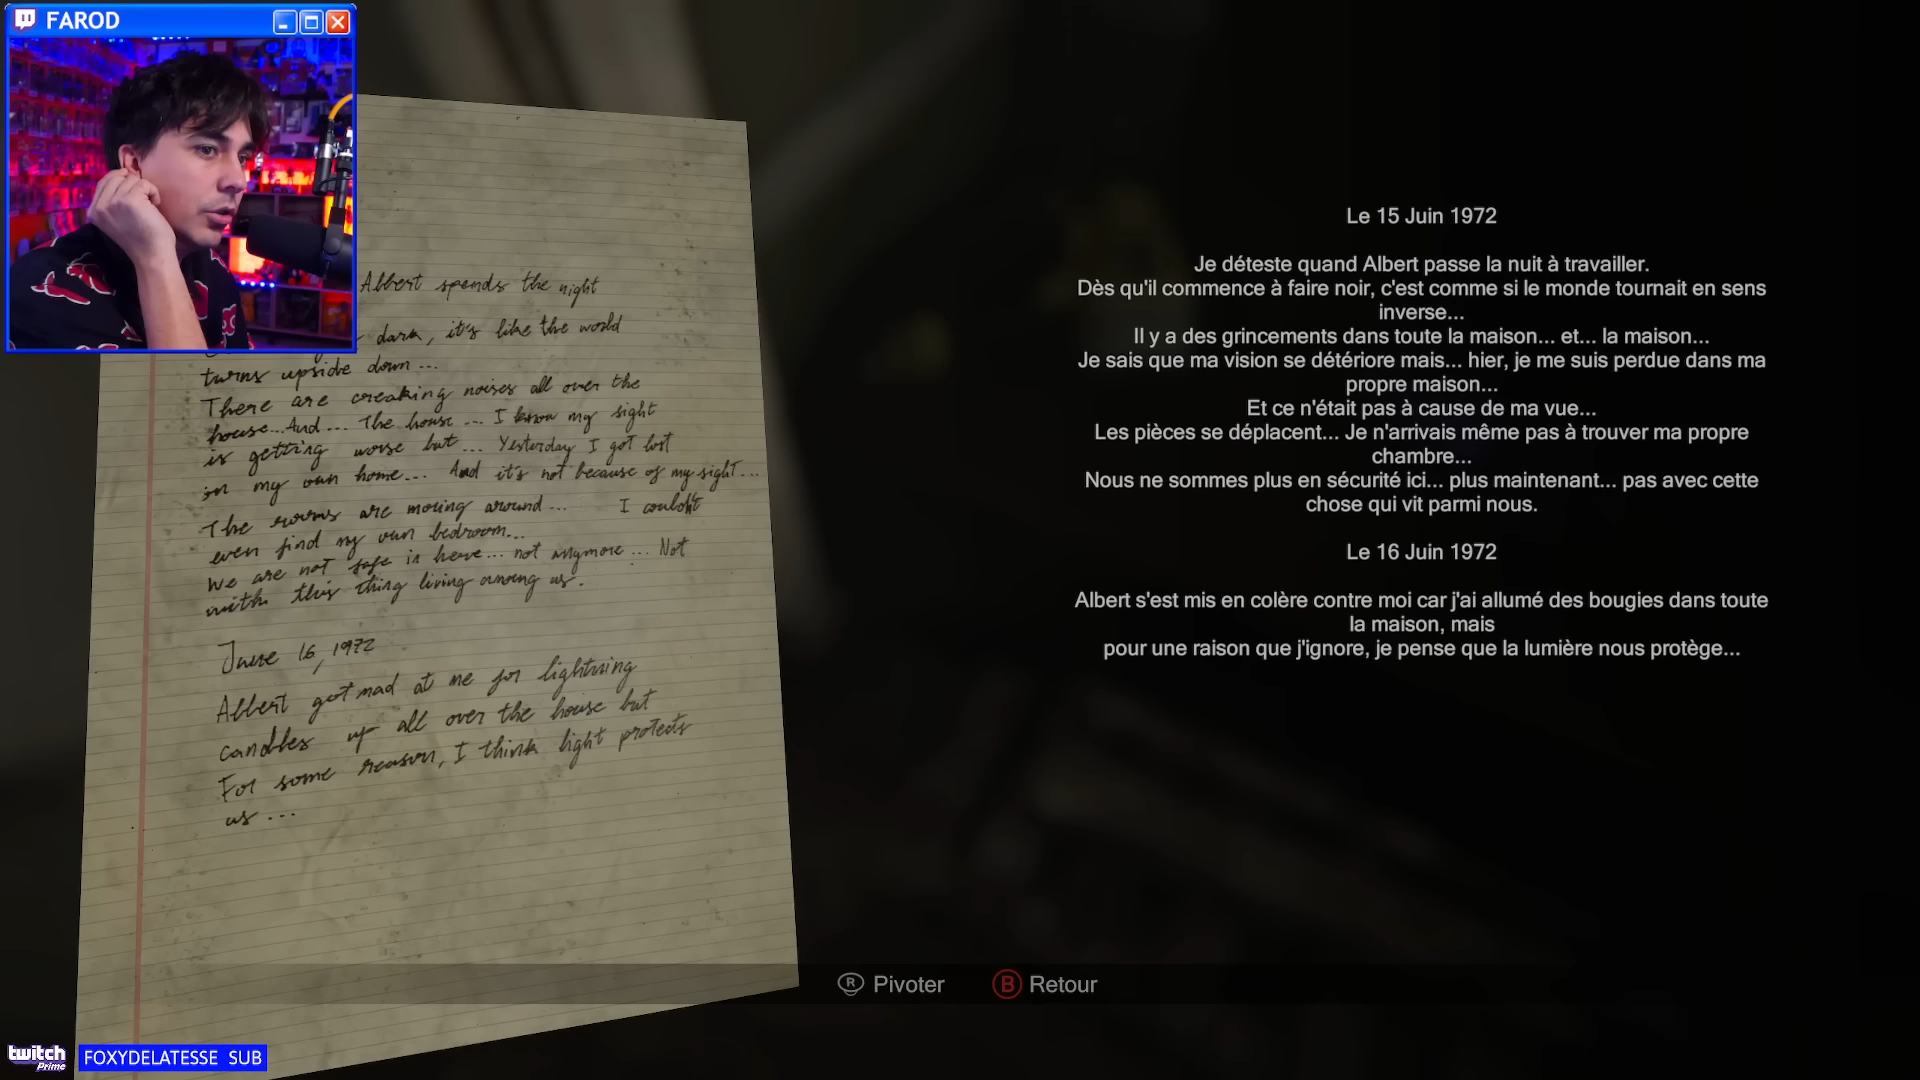 FAROD
Albert spends the night
dark, it's like the world
turns upside down...
There are creaking noises all over the
house...And... The house... I know my sight
is getting worse but... Yesterday I got lost
in my own home... And it's not because of my sight...
The rooms are moving around... I couldn't
even find my own bedroom...
We are not safe in here... not anymore... Not
with this thing living among us.
June 16, 1972
Albert got mad at me for lightning
candles up all over the house but
For some reason, I think light protects
us...
Le 15 Juin 1972
Je déteste quand Albert passe la nuit à travailler.
Dès qu'il commence à faire noir, c'est comme si le monde tournait en sens
inverse...
Il y a des grincements dans toute la maison... et... la maison...
Je sais que ma vision se détériore mais... hier, je me suis perdue dans ma
propre maison...
Et ce n'était pas à cause de ma vue...
Les pièces se déplacent... Je n'arrivais même pas à trouver ma propre
chambre...
Nous ne sommes plus en sécurité ici... plus maintenant... pas avec cette
chose qui vit parmi nous.
Le 16 Juin 1972
Albert s'est mis en colère contre moi car j'ai allumé des bougies dans toute
la maison, mais
pour une raison que j'ignore, je pense que la lumière nous protège...
R Pivoter B Retour
twitch
Prime
FOXYDELATESSE SUB